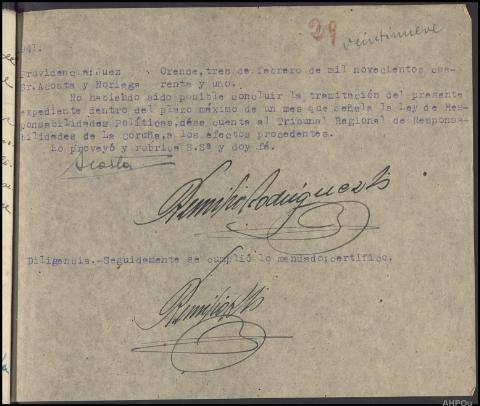 29 veintinueve
941.
Providencia:Juez Orense, tres de febrero de mil novecientos cua-
Sr.Acosta y Noriega renta y uno.
No habiendo sido posible concluir la tramitación del presente
expediente dentro del plazo máximo de un mes que señala la Ley de Res-
ponsabilidades Políticas, dése cuenta al Tribunal Regional de Responsa-
bilidades de La Coruña, a los efectos procedentes.
Lo proveyó y rubrica S.Sª y doy fé.
Acosta
Remigio Rodríguez
Diligencia.-Seguidamente se cumplió lo mandado;certifico.
AHPOu